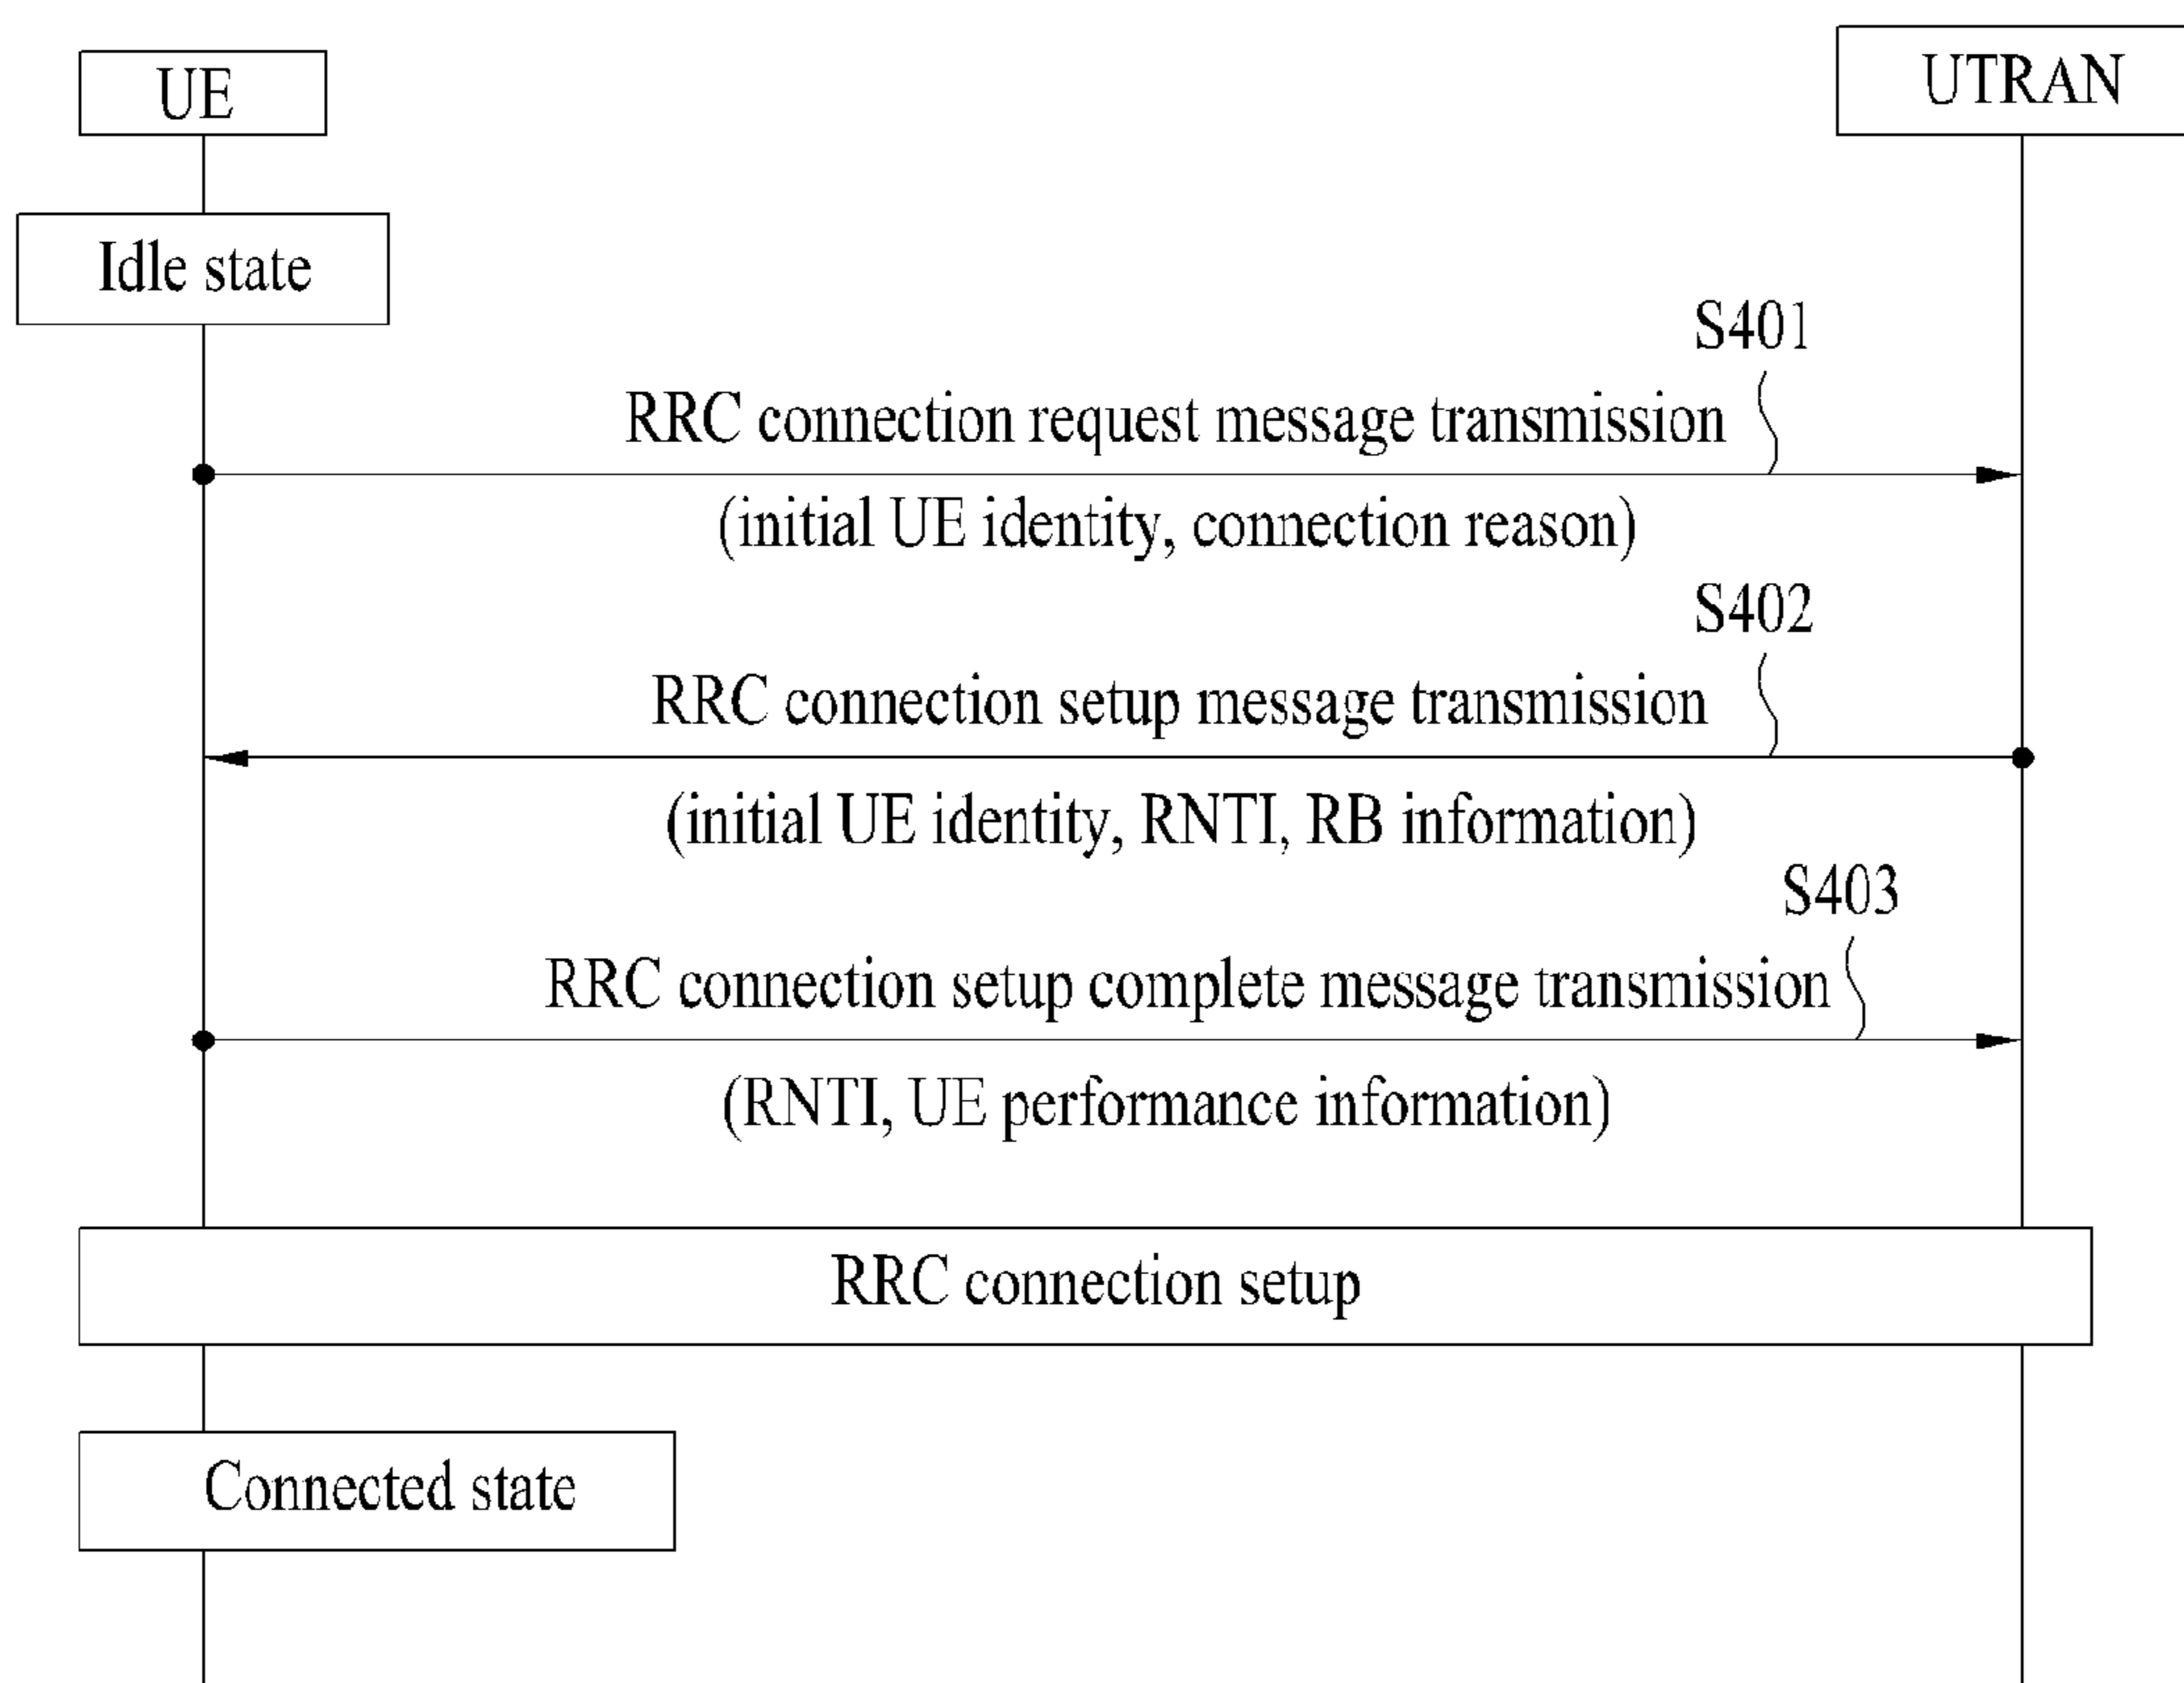 UE
UTRAN
Idle state
S401
RRC connection request message transmission
(initial UE identity, connection reason)
S402
RRC connection setup message transmission
(initial UE identity, RNTI, RB information)
S403
RRC connection setup complete message transmission
(RNTI, UE performance information)
RRC connection setup
Connected state